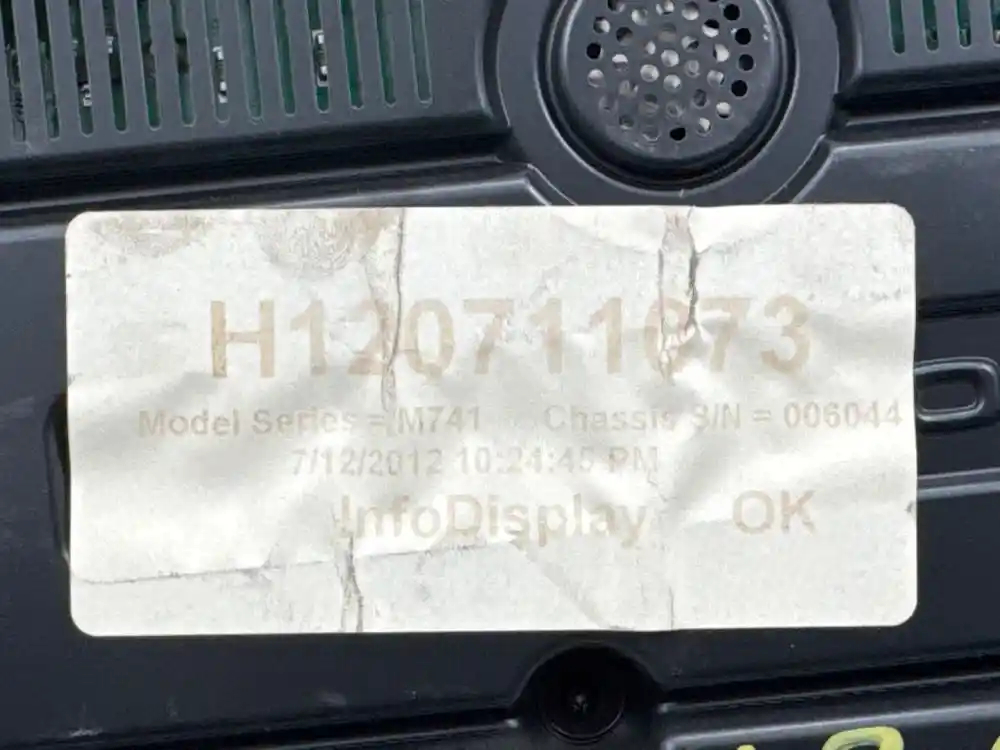 H120711073
Model Series = M741 Chassis S/N = 006044
7/12/2012 10:24:45 PM
InfoDisplay OK